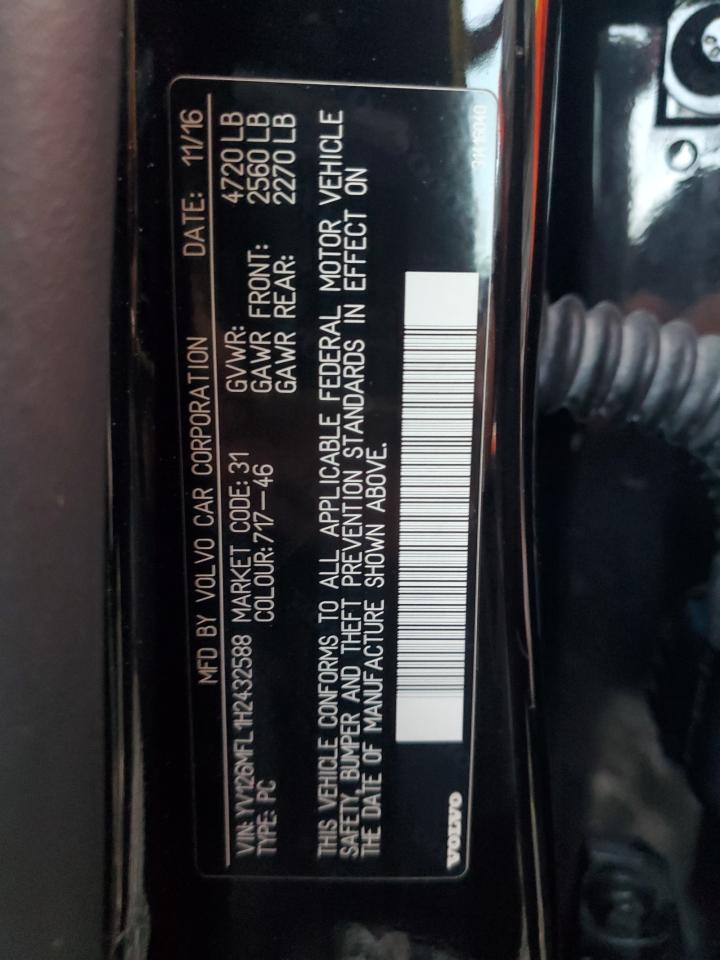 MFD BY VOLVO CAR CORPORATION DATE: 11/16
VIN: YV126MFL1H2432588 MARKET CODE: 31 GVWR: 4720 LB
TYPE: PC COLOUR: 717-46 GAWR FRONT: 2560 LB
GAWR REAR: 2270 LB
THIS VEHICLE CONFORMS TO ALL APPLICABLE FEDERAL MOTOR VEHICLE
SAFETY, BUMPER AND THEFT PREVENTION STANDARDS IN EFFECT ON
THE DATE OF MANUFACTURE SHOWN ABOVE.
VOLVO